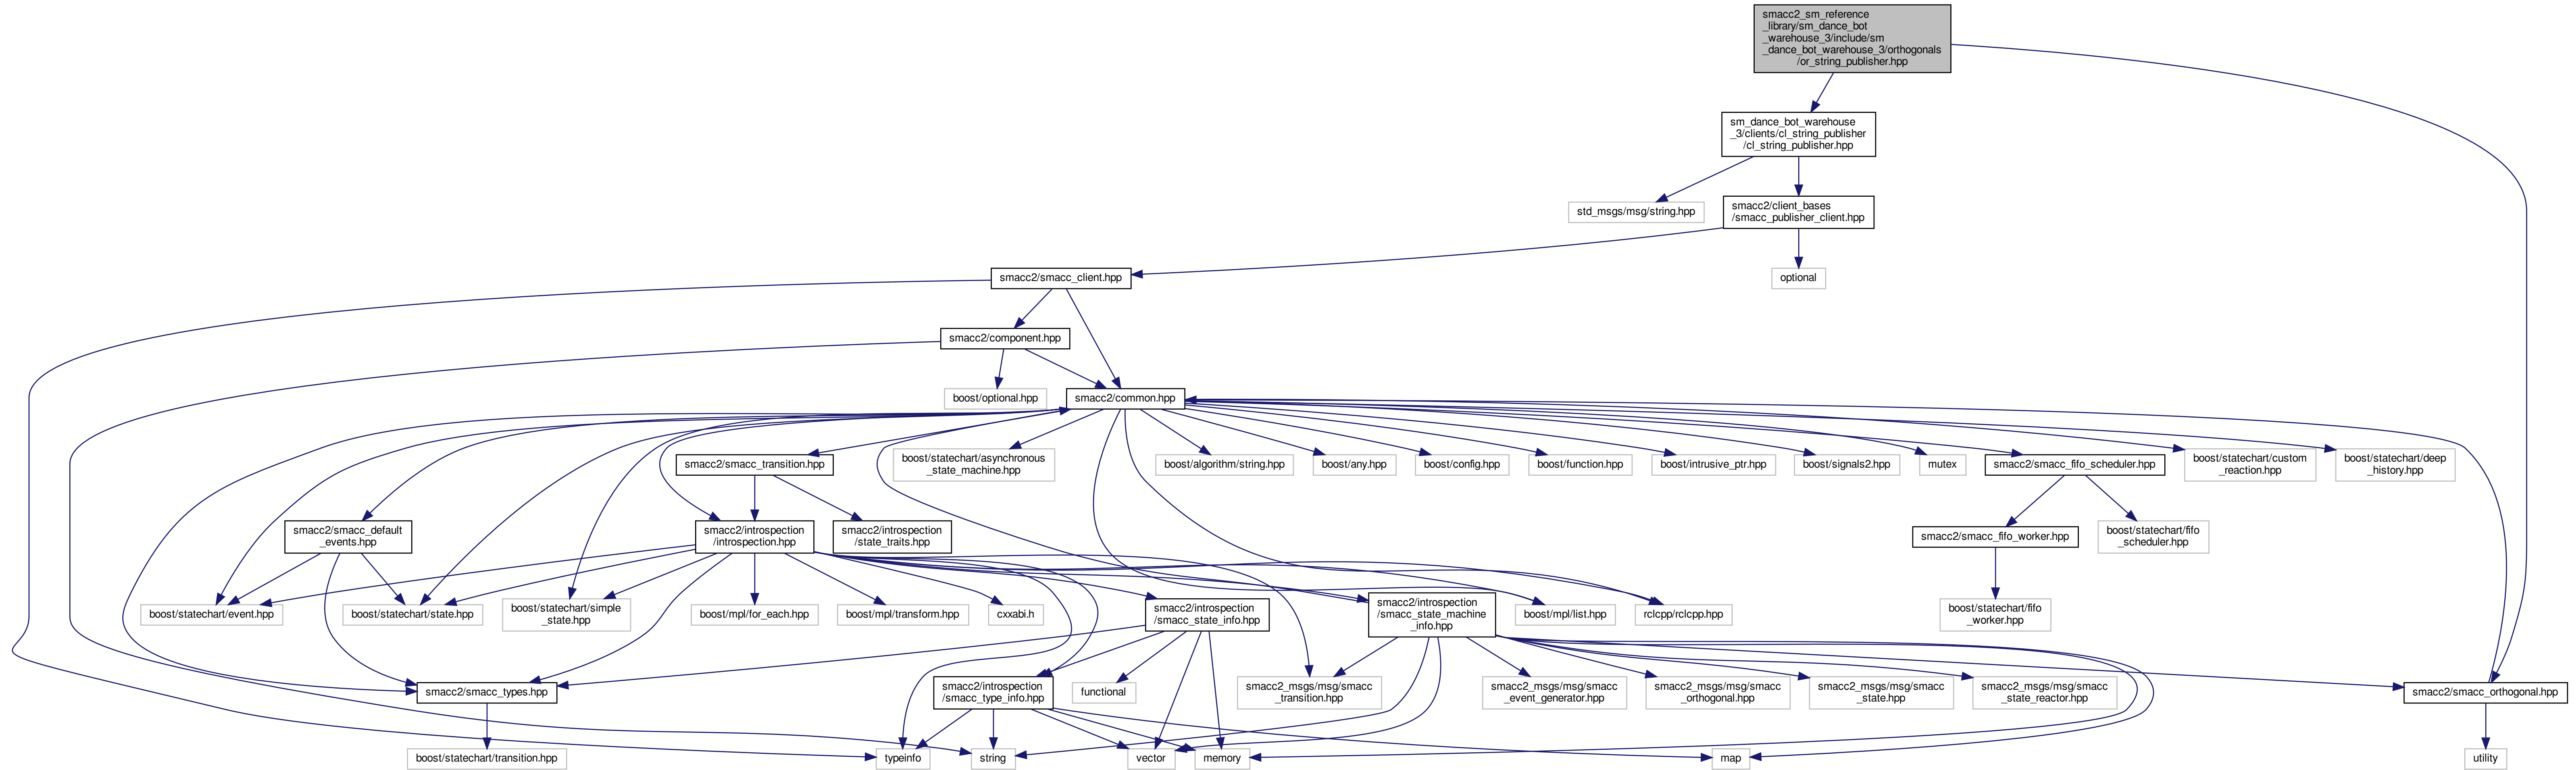 smacc2_sm_reference
_library/sm_dance_bot
_warehouse_3/include/sm
_dance_bot_warehouse_3/orthogonals
/or_string_publisher.hpp
sm_dance_bot_warehouse
_3/clients/cl_string_publisher
/cl_string_publisher.hpp
std_msgs/msg/string.hpp
smacc2/client_bases
/smacc_publisher_client.hpp
smacc2/smacc_client.hpp
optional
smacc2/component.hpp
boost/optional.hpp
smacc2/common.hpp
smacc2/smacc_transition.hpp
boost/statechart/asynchronous
_state_machine.hpp
boost/algorithm/string.hpp
boost/any.hpp
boost/config.hpp
boost/function.hpp
boost/intrusive_ptr.hpp
boost/signals2.hpp
mutex
smacc2/smacc_fifo_scheduler.hpp
boost/statechart/custom
_reaction.hpp
boost/statechart/deep
_history.hpp
smacc2/smacc_default
_events.hpp
smacc2/introspection
/introspection.hpp
smacc2/introspection
/state_traits.hpp
smacc2/smacc_fifo_worker.hpp
boost/statechart/fifo
_scheduler.hpp
boost/statechart/event.hpp
boost/statechart/state.hpp
boost/statechart/simple
_state.hpp
boost/mpl/for_each.hpp
boost/mpl/transform.hpp
cxxabi.h
smacc2/introspection
/smacc_state_info.hpp
smacc2/introspection
/smacc_state_machine
_info.hpp
boost/mpl/list.hpp
rclcpp/rclcpp.hpp
boost/statechart/fifo
_worker.hpp
smacc2/smacc_types.hpp
smacc2/introspection
/smacc_type_info.hpp
functional
smacc2_msgs/msg/smacc
_transition.hpp
smacc2_msgs/msg/smacc
_event_generator.hpp
smacc2_msgs/msg/smacc
_orthogonal.hpp
smacc2_msgs/msg/smacc
_state.hpp
smacc2_msgs/msg/smacc
_state_reactor.hpp
smacc2/smacc_orthogonal.hpp
boost/statechart/transition.hpp
typeinfo
string
vector
memory
map
utility